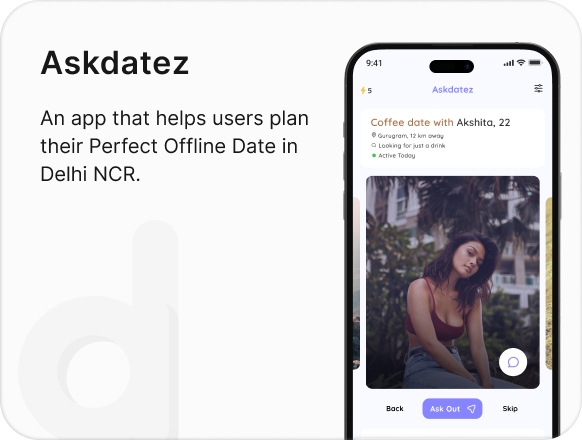 Askdatez
An app that helps users plan
their Perfect Offline Date in
Delhi NCR.
9:41
5
Askdatez
Coffee date with Akshita, 22
Gurugram, 12 km away
Looking for just a drink
Active Today
Back
Ask Out
Skip